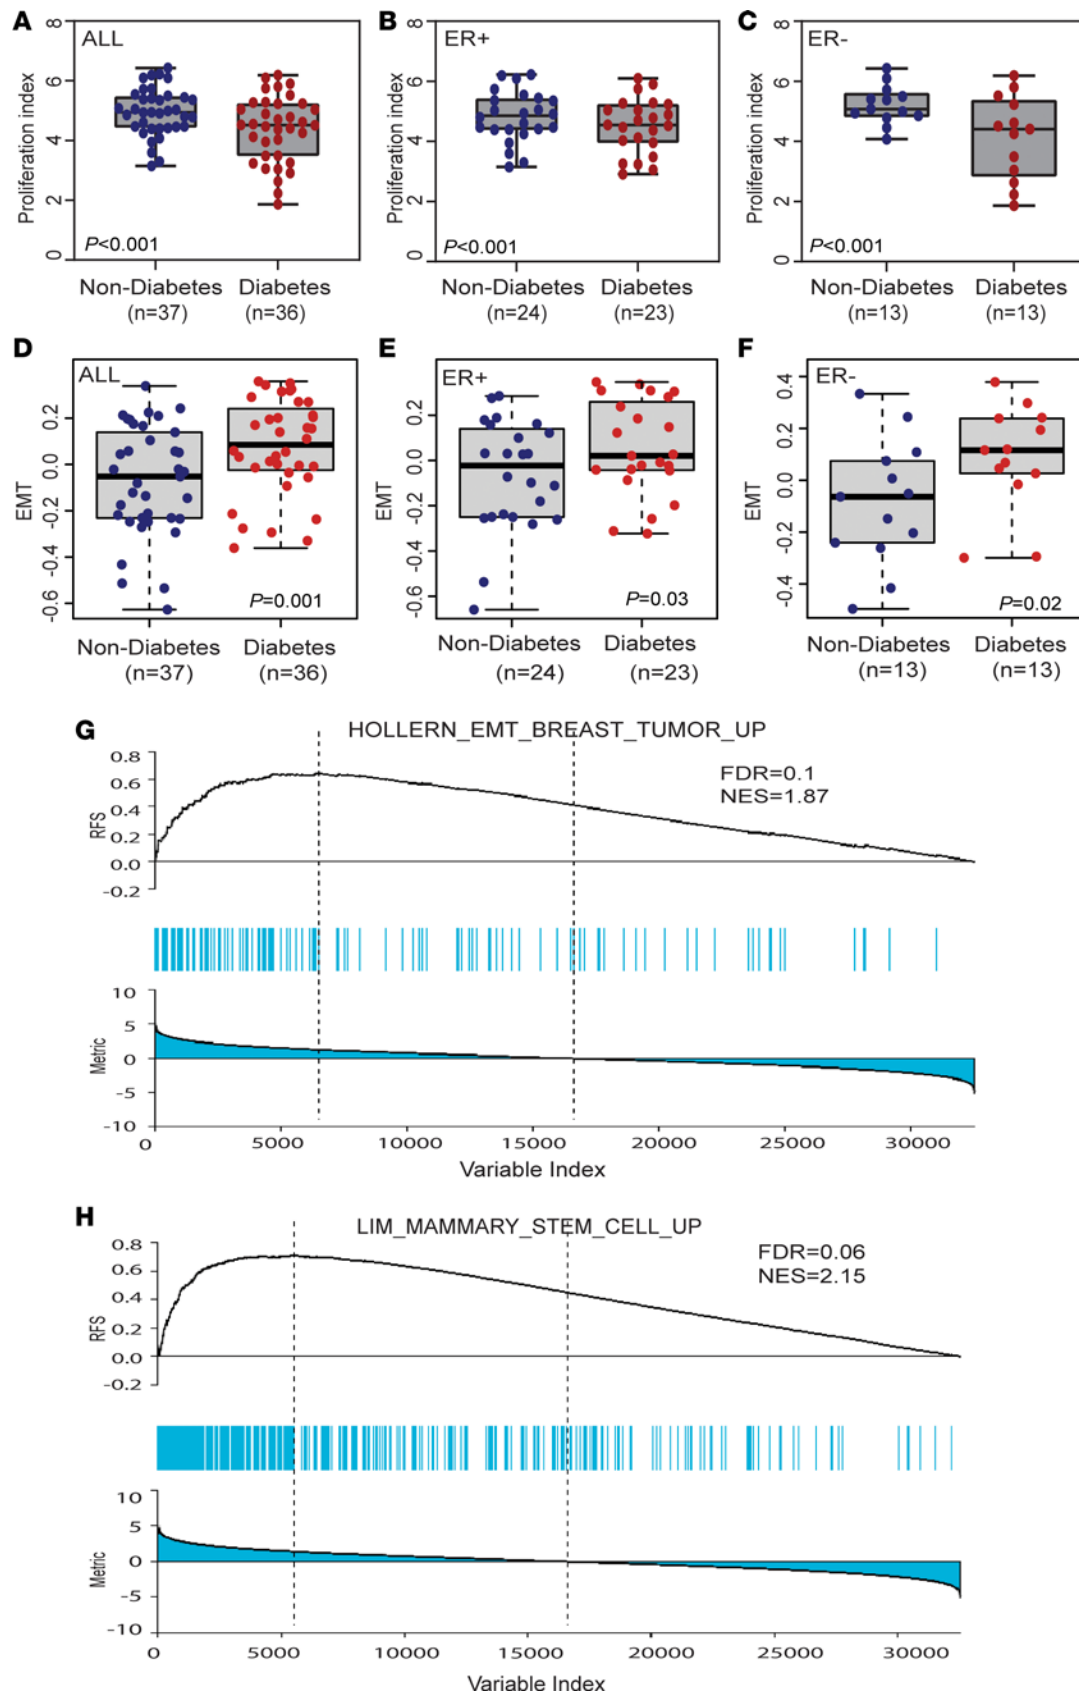 A
ALL
Proliferation index
8
6
4
2
0
P<0.001
Non-Diabetes
(n=37)
Diabetes
(n=36)
B
ER+
Proliferation index
8
6
4
2
0
P<0.001
Non-Diabetes
(n=24)
Diabetes
(n=23)
C
ER-
Proliferation index
8
6
4
2
0
P<0.001
Non-Diabetes
(n=13)
Diabetes
(n=13)
D
ALL
EMT
0.2
0.0
-0.2
-0.4
-0.6
P=0.001
Non-Diabetes
(n=37)
Diabetes
(n=36)
E
ER+
EMT
0.2
0.0
-0.2
-0.4
-0.6
P=0.03
Non-Diabetes
(n=24)
Diabetes
(n=23)
F
ER-
EMT
0.4
0.2
0.0
-0.2
-0.4
P=0.02
Non-Diabetes
(n=13)
Diabetes
(n=13)
G
HOLLERN_EMT_BREAST_TUMOR_UP
FDR=0.1
NES=1.87
RFS
0.8
0.6
0.4
0.2
0.0
-0.2
Metric
10
5
0
-5
-10
0 5000 10000 15000 20000 25000 30000
Variable Index
H
LIM_MAMMARY_STEM_CELL_UP
FDR=0.06
NES=2.15
RFS
0.8
0.6
0.4
0.2
0.0
-0.2
Metric
10
5
0
-5
-10
0 5000 10000 15000 20000 25000 30000
Variable Index